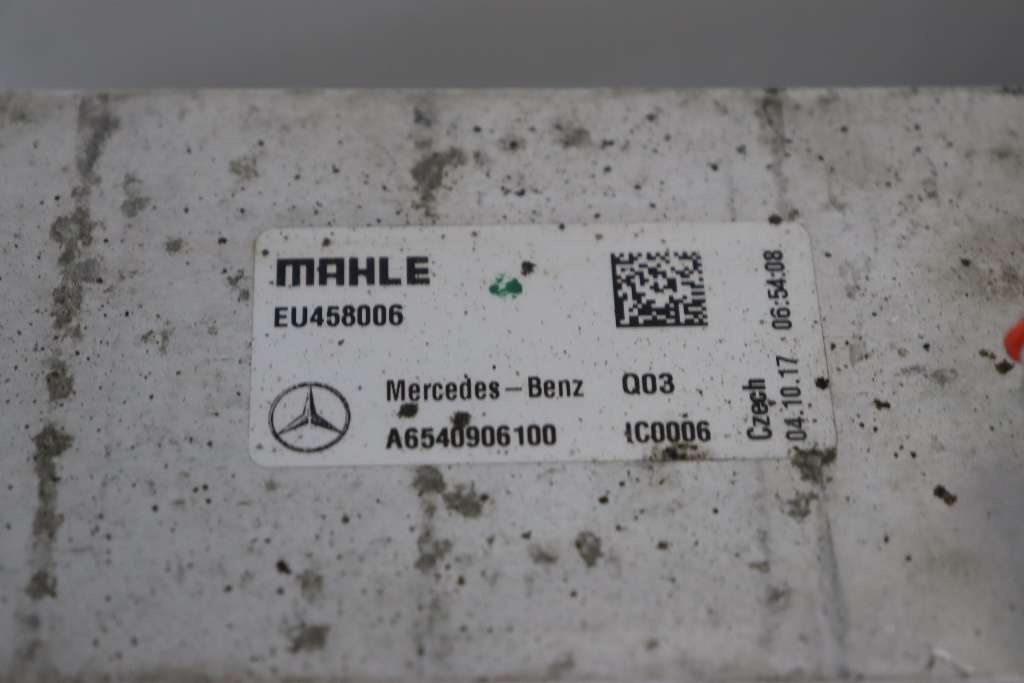 MAHLE
EU458006
Mercedes-Benz Q03
A6540906100 IC0006
Czech
04.10.17 06:54:08